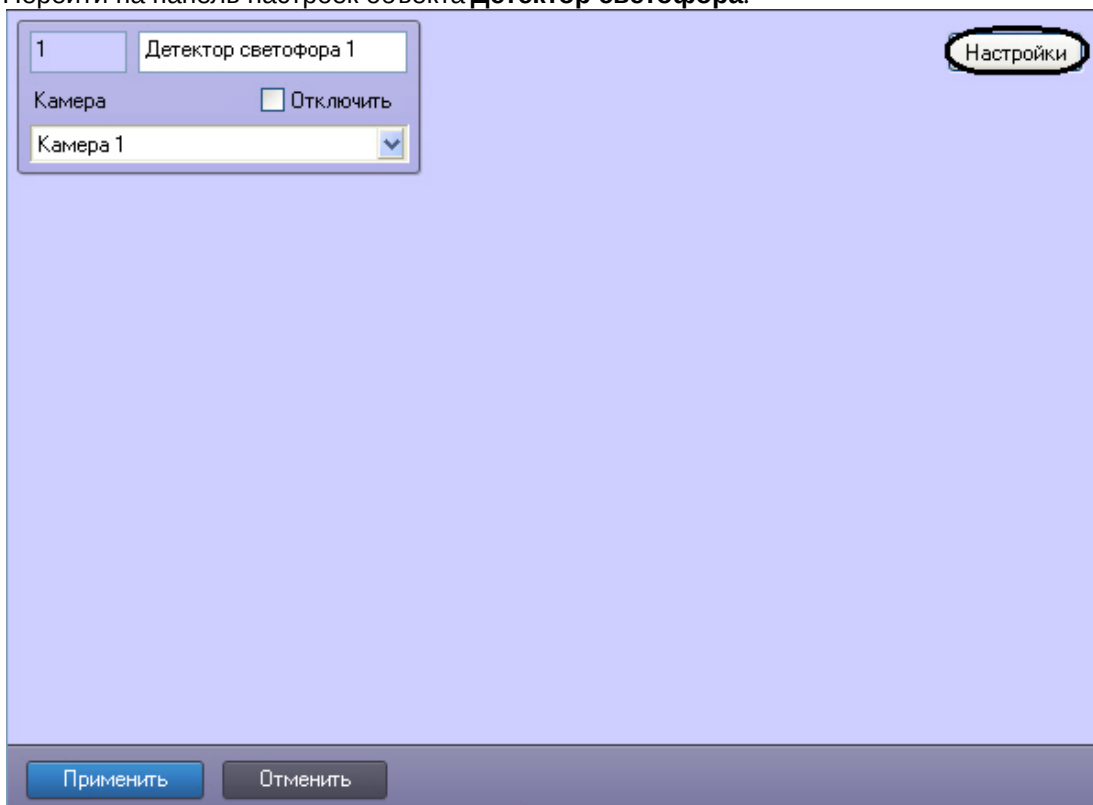 Перейти на панель настроек объекта Детектор светофора.
1 Детектор светофора 1 Настройки
Камера Отключить
Камера 1
Применить Отменить